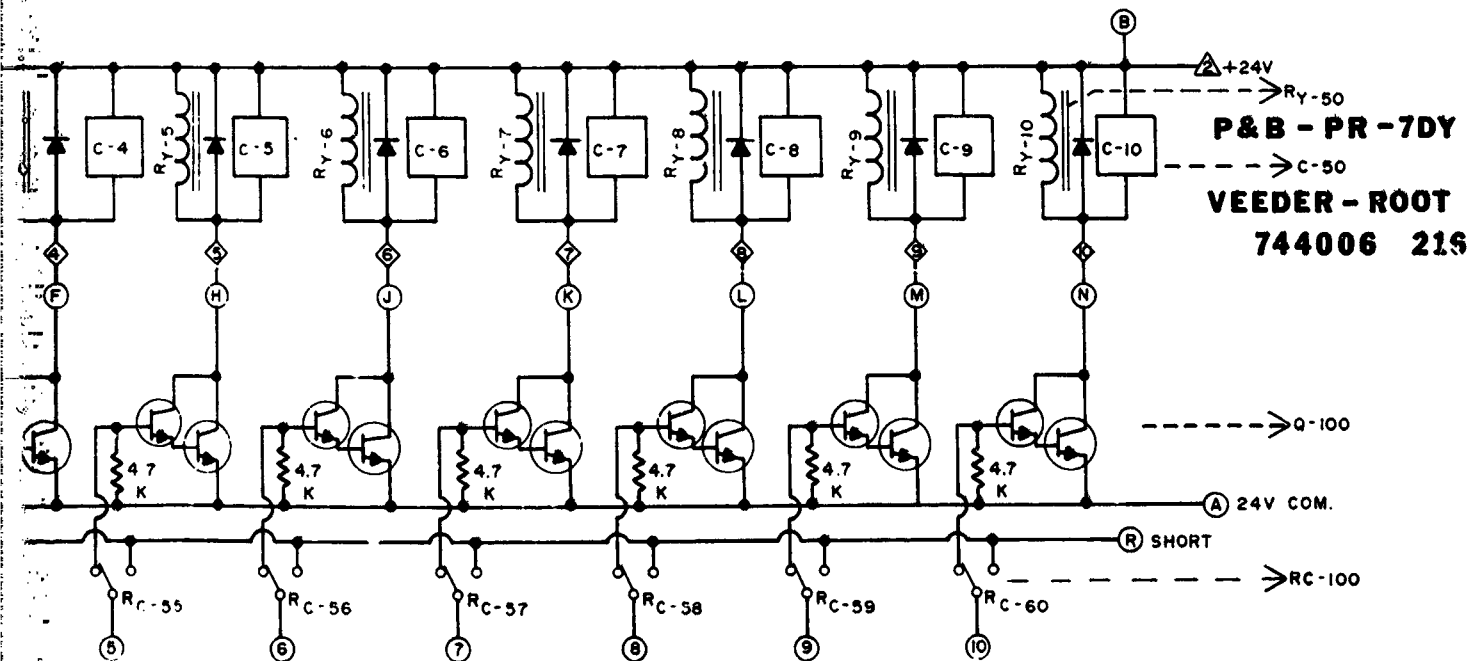 B
2 +24V
RY-50
P&B-PR-7DY
C-4 RY-5 C-5 RY-6 C-6 RY-7 C-7 RY-8 C-8 RY-9 C-9 RY-10 C-10
C-50
VEEDER-ROOT
744006 21S
4 5 6 7 8 9 10
F H J K L M N
Q-100
4.7 K 4.7 K 4.7 K 4.7 K 4.7 K 4.7 K
A 24V COM.
R SHORT
RC-55 RC-56 RC-57 RC-58 RC-59 RC-60 RC-100
5 6 7 8 9 10